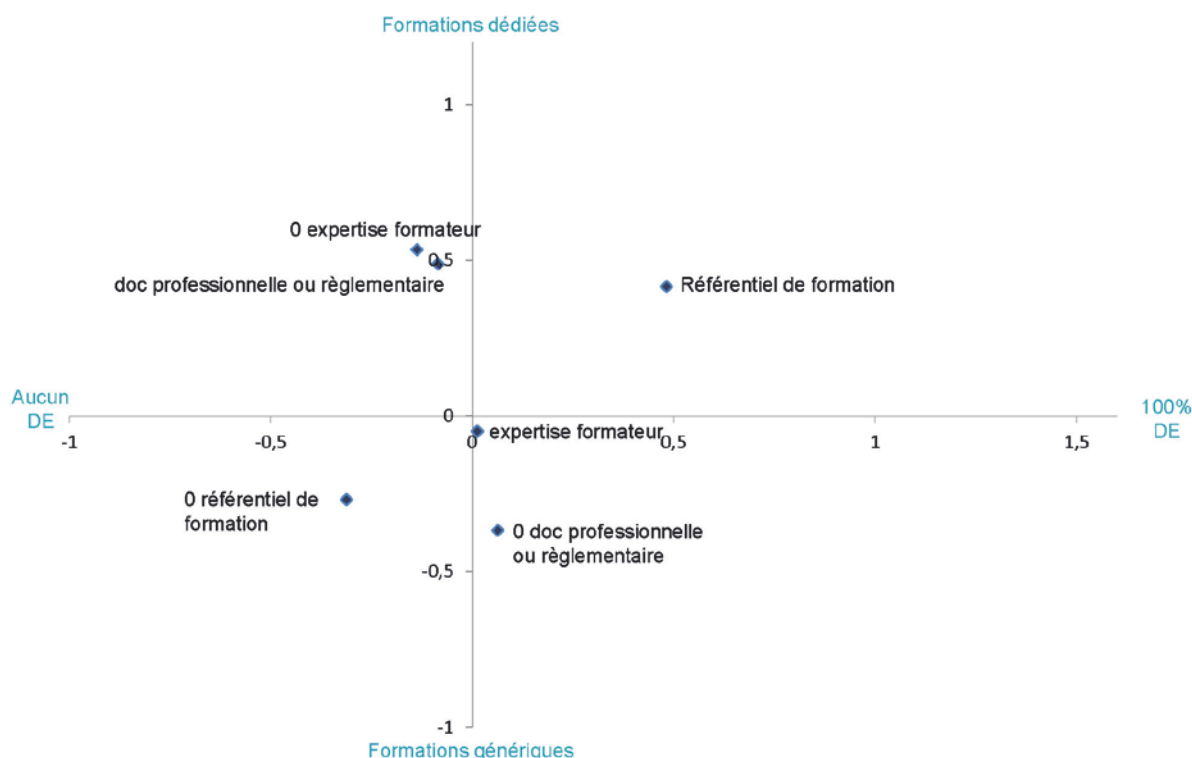 Formations dédiées
1
0 expertise formateur
0,5
doc professionnelle ou règlementaire
Référentiel de formation
Aucun
DE
0
100%
DE
-1
-0,5
0
expertise formateur
0,5
1
1,5
0 référentiel de
formation
0 doc professionnelle
ou règlementaire
-0,5
-1
Formations génériques